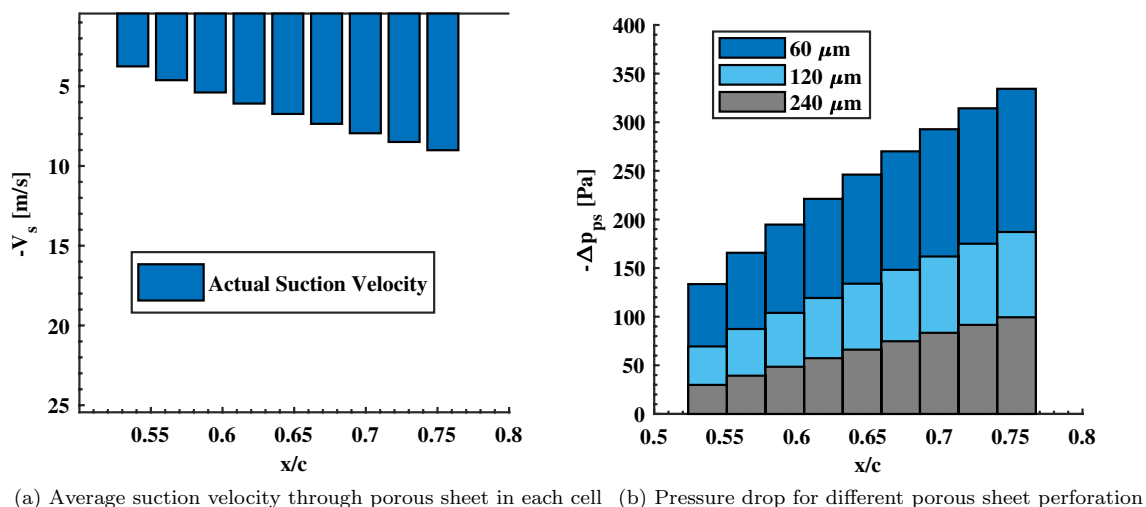 5
10
15
20
25
-V_s [m/s]
Actual Suction Velocity
0.55
0.6
0.65
0.7
0.75
0.8
x/c
(a) Average suction velocity through porous sheet in each cell
400
350
300
250
200
150
100
50
0
-Δp_ps [Pa]
60 μm
120 μm
240 μm
0.5
0.55
0.6
0.65
0.7
0.75
0.8
x/c
(b) Pressure drop for different porous sheet perforation